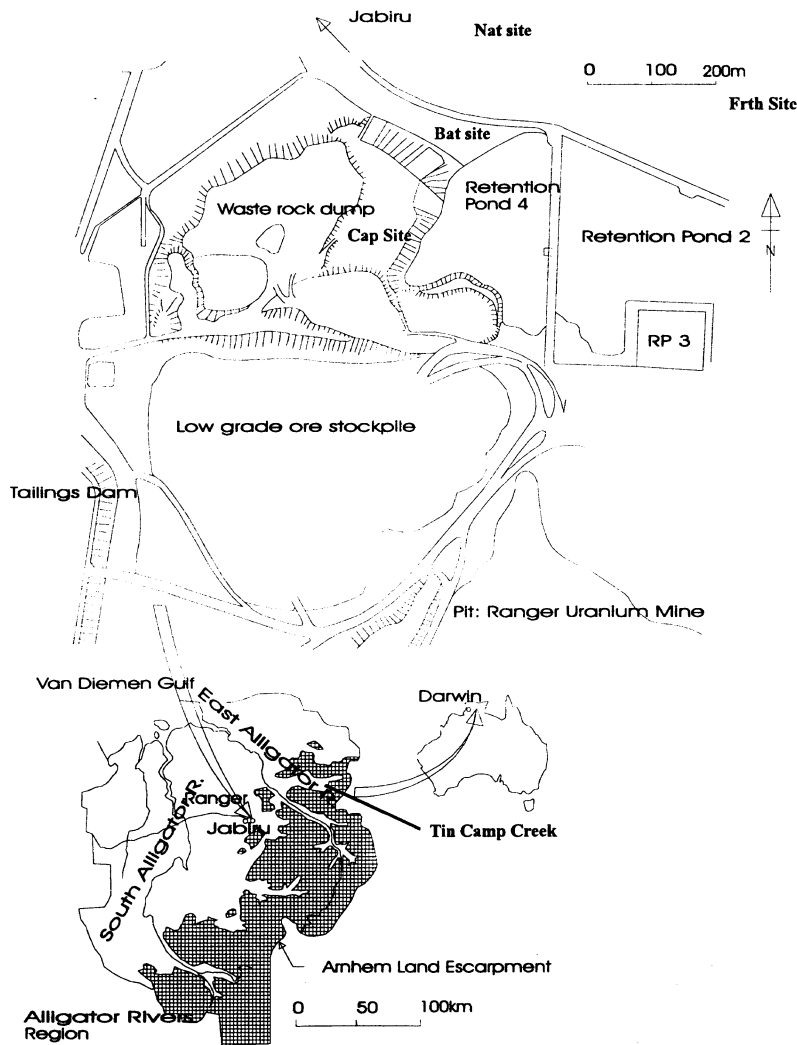 Jabiru
Nat site
0 100 200m
Frth Site
Bat site
Retention
Pond 4
Waste rock dump
Cap Site
Retention Pond 2
N
RP 3
Low grade ore stockpile
Tailings Dam
Pit: Ranger Uranium Mine
Van Diemen Gulf
East Alligator R.
Darwin
Ranger
Jabiru
South Alligator R.
Tin Camp Creek
Arnhem Land Escarpment
Alligator Rivers
Region
0 50 100km